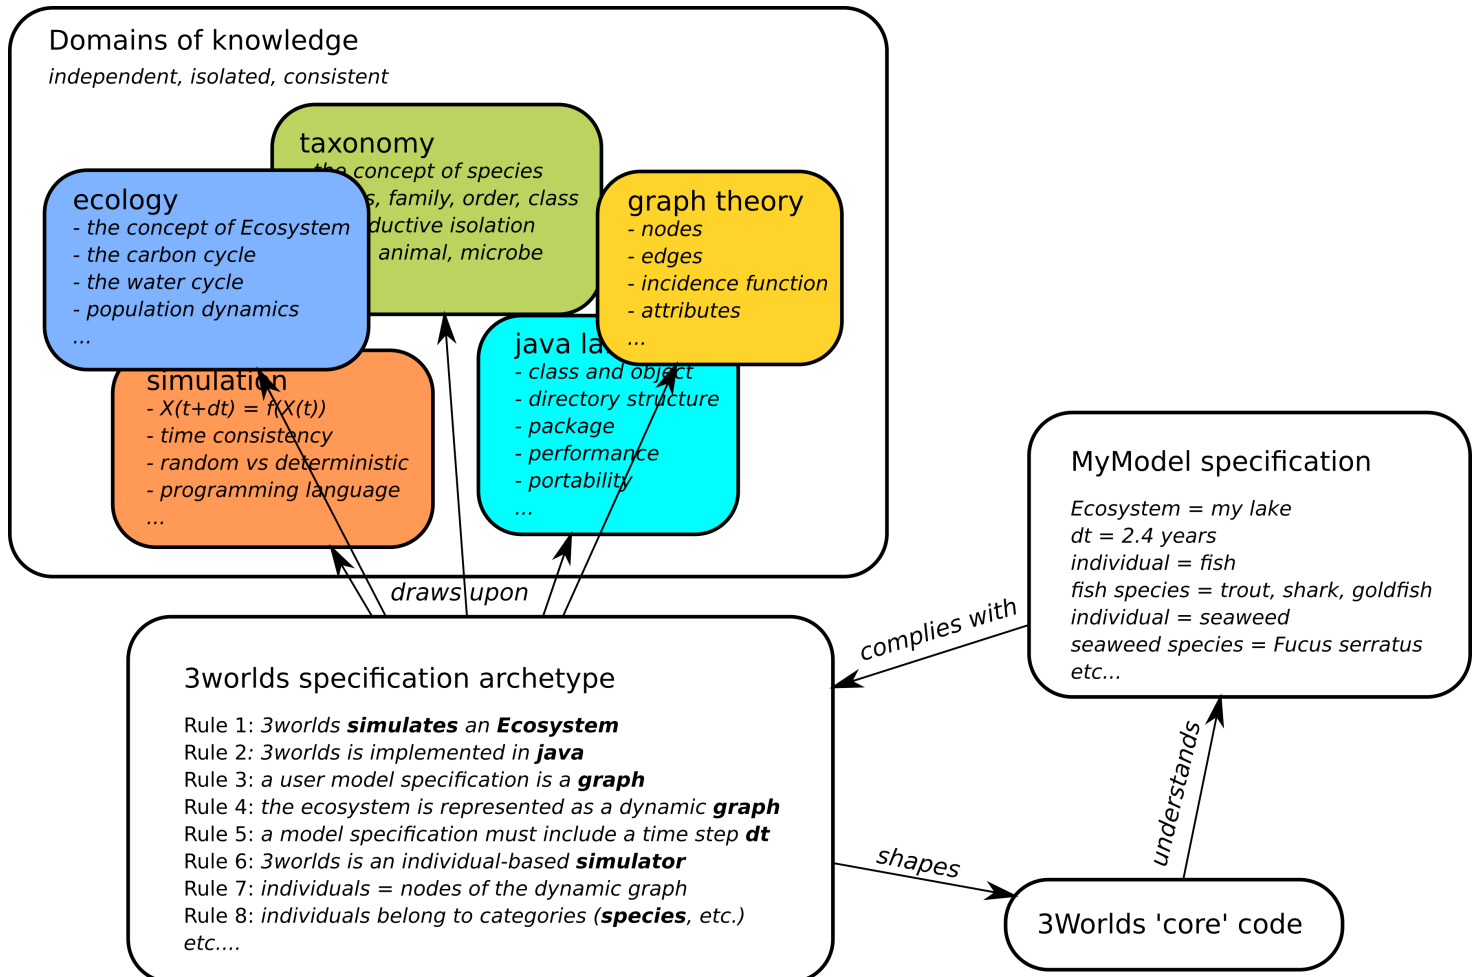 Domains of knowledge
independent, isolated, consistent
taxonomy
the concept of species
family, order, class
isolation
animal, microbe
ecology
- the concept of Ecosystem
- the carbon cycle
- the water cycle
- population dynamics
...
graph theory
- nodes
- edges
- incidence function
- attributes
...
simulation
- X(t+dt) = f(X(t))
- time consistency
- random vs deterministic
- programming language
...
java
- class and object
- directory structure
- package
- performance
- portability
...
draws upon
3worlds specification archetype
Rule 1: 3worlds simulates an Ecosystem
Rule 2: 3worlds is implemented in java
Rule 3: a user model specification is a graph
Rule 4: the ecosystem is represented as a dynamic graph
Rule 5: a model specification must include a time step dt
Rule 6: 3worlds is an individual-based simulator
Rule 7: individuals = nodes of the dynamic graph
Rule 8: individuals belong to categories (species, etc.)
etc....
complies with
MyModel specification
Ecosystem = my lake
dt = 2.4 years
individual = fish
fish species = trout, shark, goldfish
individual = seaweed
seaweed species = Fucus serratus
etc...
understands
shapes
3Worlds 'core' code